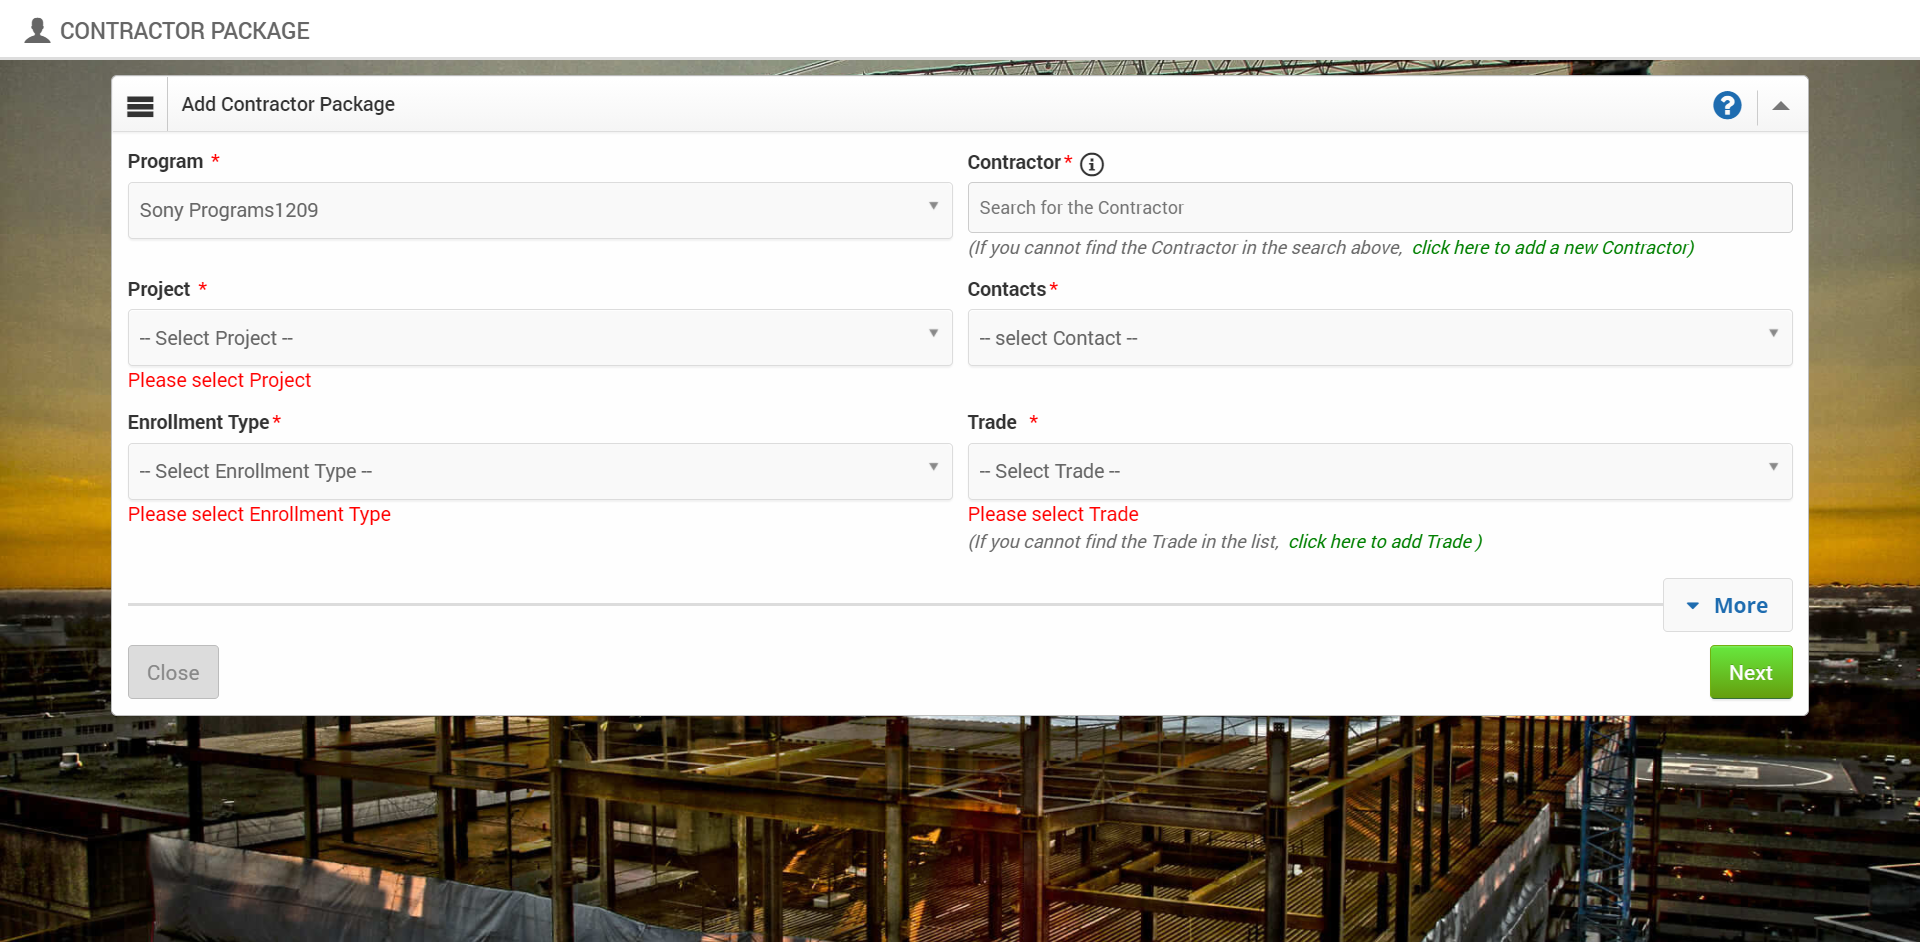 CONTRACTOR PACKAGE
Add Contractor Package
?
Program *
Contractor * i
Sony Programs1209
Search for the Contractor
(If you cannot find the Contractor in the search above, click here to add a new Contractor)
Project *
Contacts *
-- Select Project --
-- select Contact --
Please select Project
Enrollment Type *
Trade *
-- Select Enrollment Type --
-- Select Trade --
Please select Enrollment Type
Please select Trade
(If you cannot find the Trade in the list, click here to add Trade )
More
Close
Next